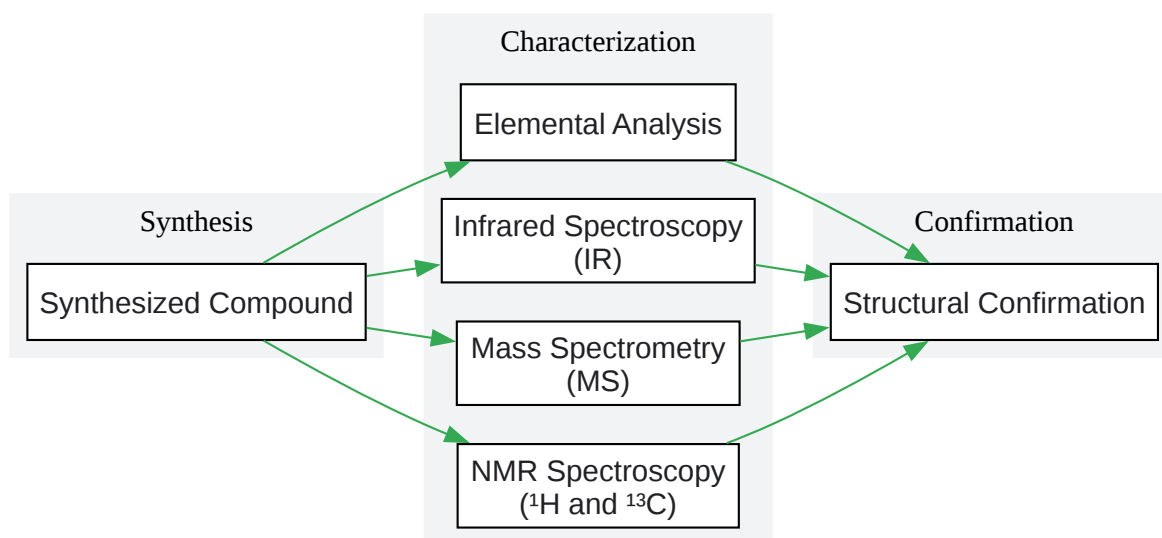 Characterization
Elemental Analysis
Synthesis
Infrared Spectroscopy
(IR)
Confirmation
Synthesized Compound
Structural Confirmation
Mass Spectrometry
(MS)
NMR Spectroscopy
(¹H and ¹³C)